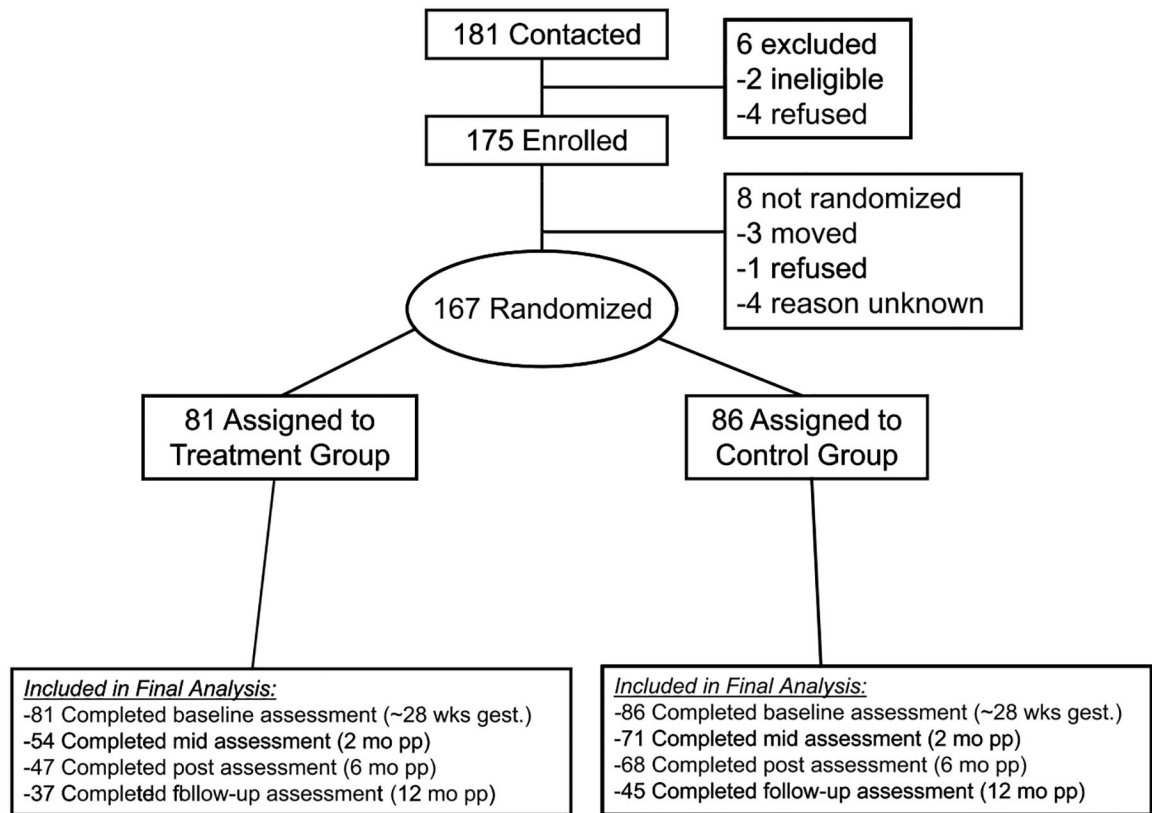 181 Contacted
6 excluded
-2 ineligible
-4 refused
175 Enrolled
8 not randomized
-3 moved
-1 refused
-4 reason unknown
167 Randomized
81 Assigned to
Treatment Group
86 Assigned to
Control Group
Included in Final Analysis:
-81 Completed baseline assessment (~28 wks gest.)
-54 Completed mid assessment (2 mo pp)
-47 Completed post assessment (6 mo pp)
-37 Completed follow-up assessment (12 mo pp)
Included in Final Analysis:
-86 Completed baseline assessment (~28 wks gest.)
-71 Completed mid assessment (2 mo pp)
-68 Completed post assessment (6 mo pp)
-45 Completed follow-up assessment (12 mo pp)